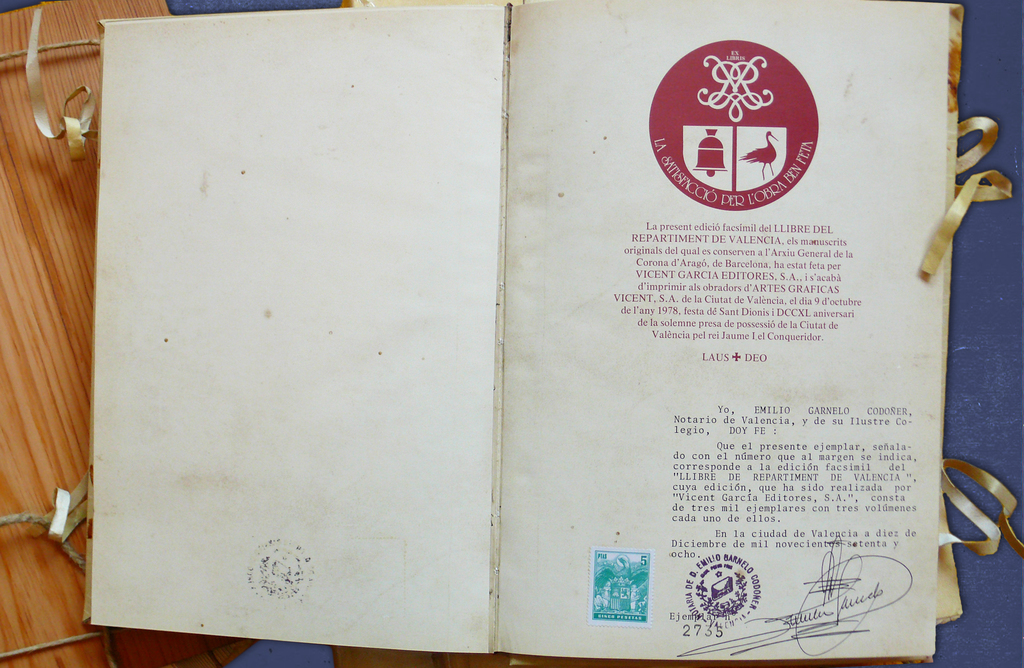 EX
LIBRIS
LA SATISFACCIÓ PER L'OBRA BEN FETA
La present edició facsimil del LLIBRE DEL
REPARTIMENT DE VALENCIA, els manuscrits
originals del qual es conserven a l'Arxiu General de la
Corona d'Aragó, de Barcelona, ha estat feta per
VICENT GARCIA EDITORES, S.A., i s'acabà
d'imprimir als obradors d'ARTES GRAFICAS
VICENT, S.A. de la Ciutat de València, el dia 9 d'octubre
de l'any 1978, festa de Sant Dionis i DCCXL aniversari
de la solemne presa de possessió de la Ciutat de
València pel rei Jaume I el Conqueridor.
LAUS ✚ DEO
Yo, EMILIO GARNELO CODOÑER,
Notario de Valencia, y de su Ilustre Co-
legio, DOY FE :
Que el presente ejemplar, señala-
do con el número que al margen se indica,
corresponde a la edición facsimil del
"LLIBRE DE REPARTIMENT DE VALENCIA",
cuya edición, que ha sido realizada por
"Vicent García Editores, S.A.", consta
de tres mil ejemplares con tres volúmenes
cada uno de ellos.
En la ciudad de Valencia a diez de
Diciembre de mil novecientos setenta y
ocho.
PTAS 5
CINCO PESETAS
NOTARIA DE D. EMILIO GARNELO CODOÑER
VALENCIA
Ejemplar nº
2735